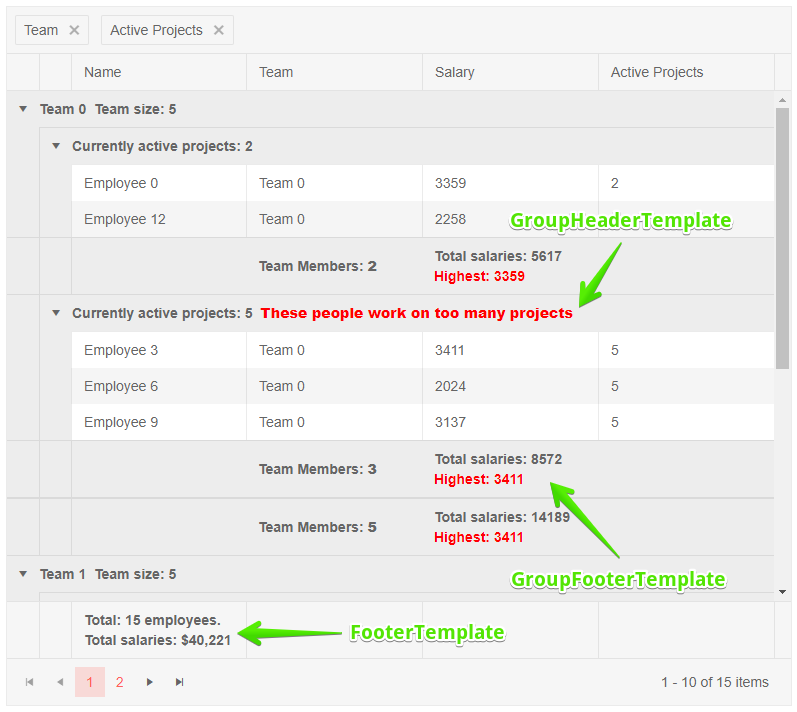 Team Active Projects
Name Team Salary Active Projects
Team 0 Team size: 5
Currently active projects: 2
Employee 0 Team 0 3359 2
Employee 12 Team 0 2258
GroupHeaderTemplate
Team Members: 2 Total salaries: 5617
Highest: 3359
Currently active projects: 5 These people work on too many projects
Employee 3 Team 0 3411 5
Employee 6 Team 0 2024 5
Employee 9 Team 0 3137 5
Team Members: 3 Total salaries: 8572
Highest: 3411
Team Members: 5 Total salaries: 14189
Highest: 3411
Team 1 Team size: 5
GroupFooterTemplate
Total: 15 employees.
Total salaries: $40,221
FooterTemplate
1 2 1 - 10 of 15 items